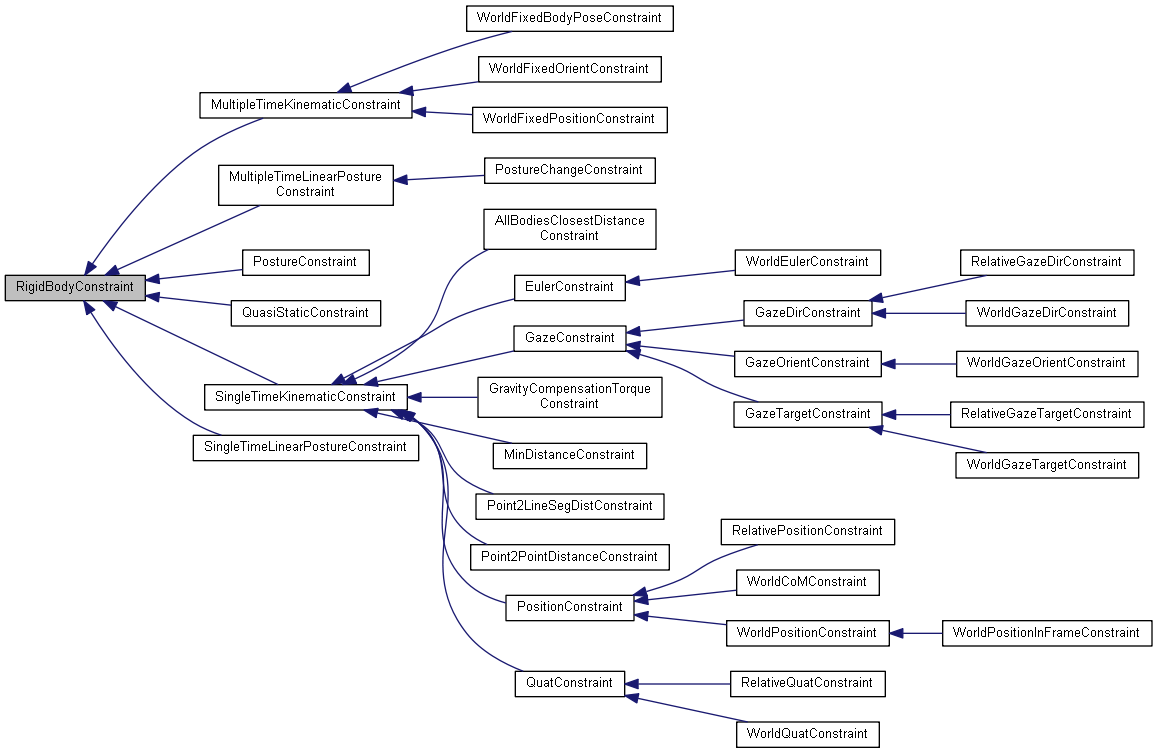 WorldFixedBodyPoseConstraint
WorldFixedOrientConstraint
MultipleTimeKinematicConstraint
WorldFixedPositionConstraint
MultipleTimeLinearPosture
Constraint
PostureChangeConstraint
AllBodiesClosestDistance
Constraint
PostureConstraint
WorldEulerConstraint
RelativeGazeDirConstraint
RigidBodyConstraint
EulerConstraint
QuasiStaticConstraint
GazeDirConstraint
WorldGazeDirConstraint
GazeConstraint
GazeOrientConstraint
WorldGazeOrientConstraint
SingleTimeKinematicConstraint
GravityCompensationTorque
Constraint
GazeTargetConstraint
RelativeGazeTargetConstraint
SingleTimeLinearPostureConstraint
MinDistanceConstraint
WorldGazeTargetConstraint
Point2LineSegDistConstraint
RelativePositionConstraint
Point2PointDistanceConstraint
WorldCoMConstraint
PositionConstraint
WorldPositionConstraint
WorldPositionInFrameConstraint
QuatConstraint
RelativeQuatConstraint
WorldQuatConstraint